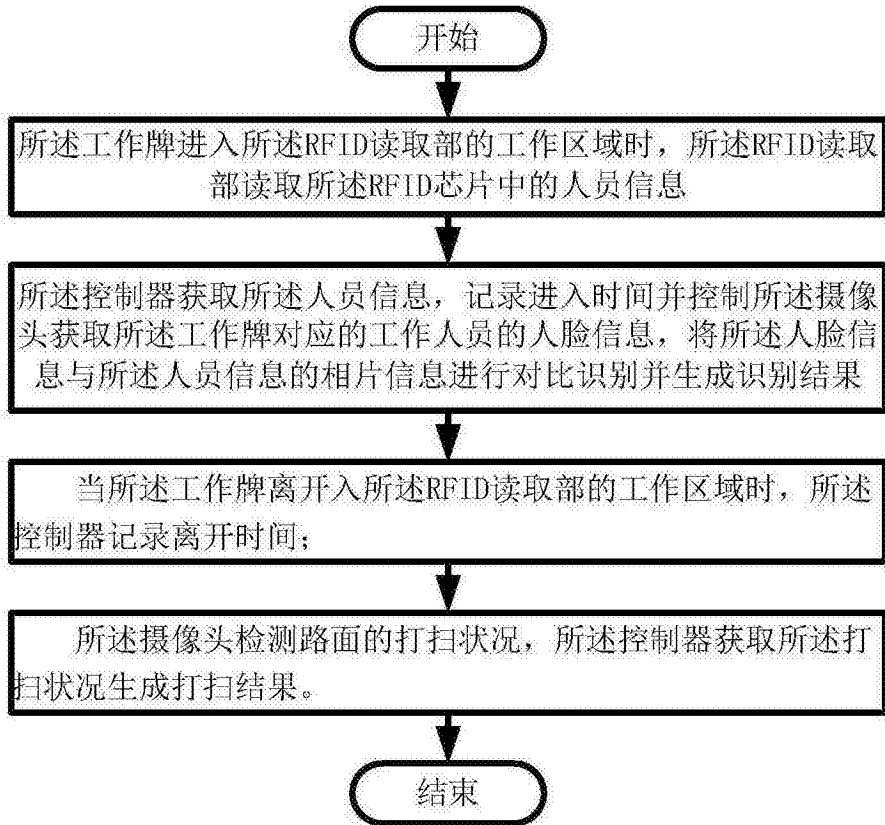 开始
所述工作牌进入所述RFID读取部的工作区域时，所述RFID读取
部读取所述RFID芯片中的人员信息
所述控制器获取所述人员信息，记录进入时间并控制所述摄像
头获取所述工作牌对应的工作人员的人脸信息，将所述人脸信
息与所述人员信息的相片信息进行对比识别并生成识别结果
当所述工作牌离开入所述RFID读取部的工作区域时，所述
控制器记录离开时间；
所述摄像头检测路面的打扫状况，所述控制器获取所述打
扫状况生成打扫结果。
结束